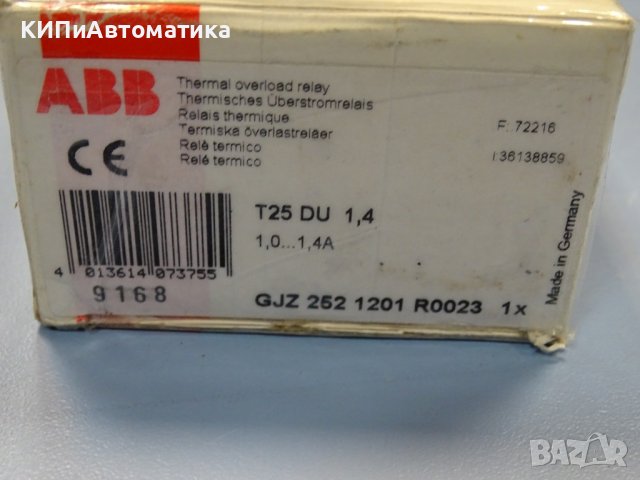 КИПиАвтоматика
ABB
Thermal overload relay
Thermisches Überstromrelais
Relais thermique
Termiska överlastreläer
Relè termico
Relé termico
F: 72216
I:36138859
CE
T25 DU 1,4
1,0...1,4A
4 013614 073755
9168
GJZ 252 1201 R0023 1x
Made in Germany
BAZAR